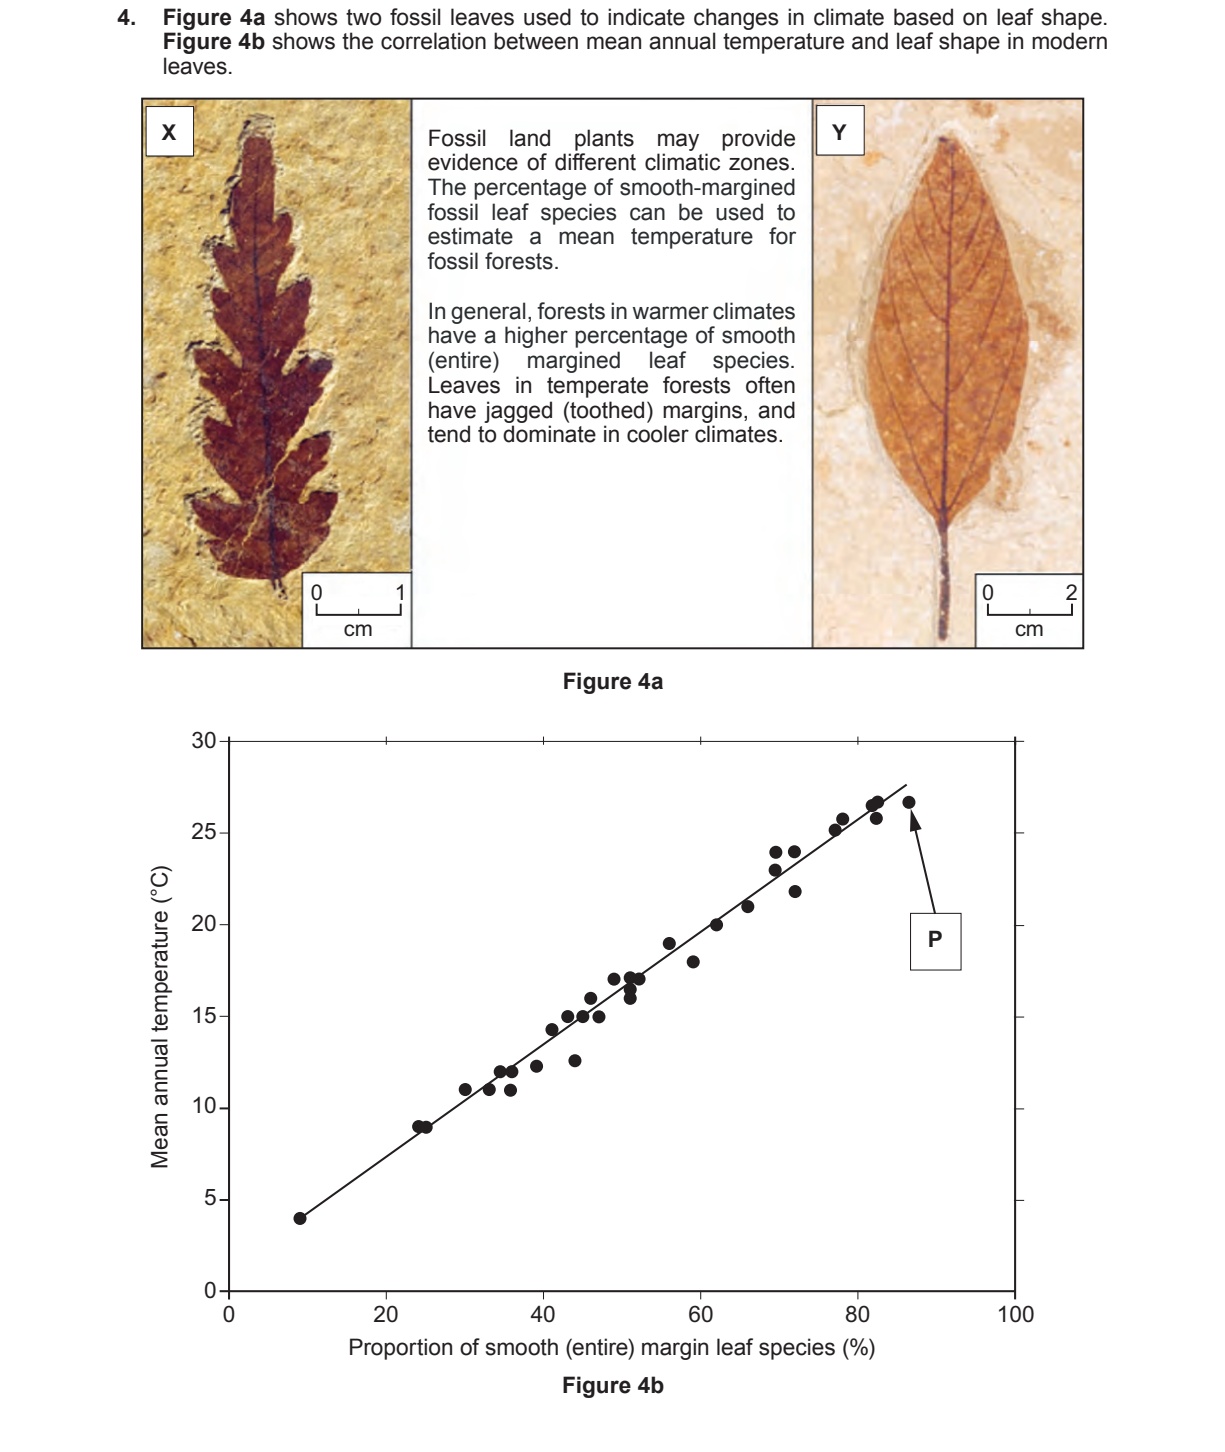 4. Figure 4a shows two fossil leaves used to indicate changes in climate based on leaf shape.
Figure 4b shows the correlation between mean annual temperature and leaf shape in modern
leaves.
X
Fossil land plants may provide
evidence of different climatic zones.
The percentage of smooth-margined
fossil leaf species can be used to
estimate a mean temperature for
fossil forests.
In general, forests in warmer climates
have a higher percentage of smooth
(entire) margined leaf species.
Leaves in temperate forests often
have jagged (toothed) margins, and
tend to dominate in cooler climates.
Y
0 1
cm
0 2
cm
Figure 4a
30
25
20
15
10
5
0
Mean annual temperature (°C)
P
0 20 40 60 80 100
Proportion of smooth (entire) margin leaf species (%)
Figure 4b